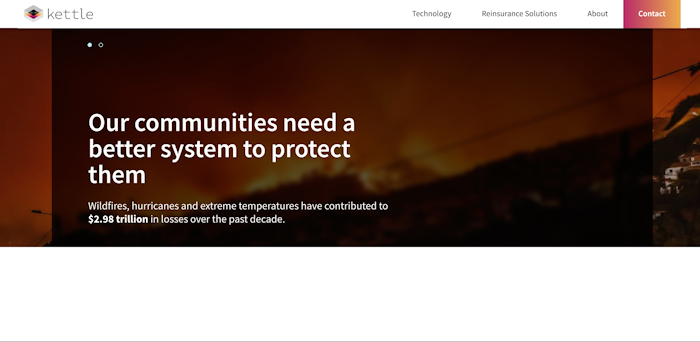 kettle
Technology
Reinsurance Solutions
About
Contact
Our communities need a
better system to protect
them
Wildfires, hurricanes and extreme temperatures have contributed to
$2.98 trillion in losses over the past decade.